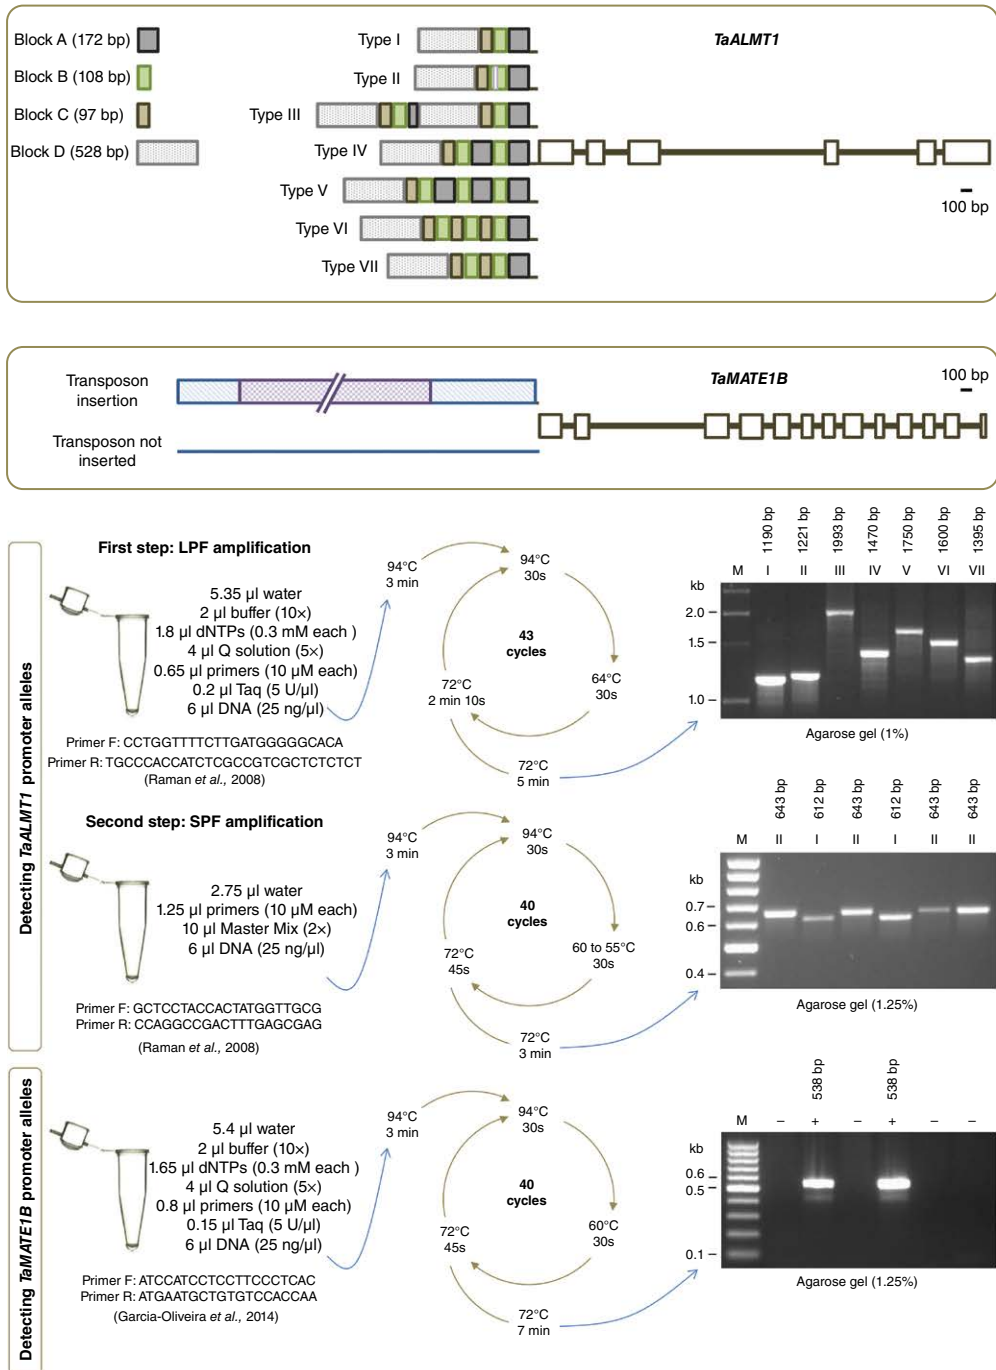 Block A (172 bp)
Block B (108 bp)
Block C (97 bp)
Block D (528 bp)
Type I
Type II
Type III
Type IV
Type V
Type VI
Type VII
TaALMT1
100 bp
Transposon
insertion
Transposon not
inserted
TaMATE1B
100 bp
Detecting TaALMT1 promoter alleles
First step: LPF amplification
5.35 µl water
2 µl buffer (10×)
1.8 µl dNTPs (0.3 mM each )
4 µl Q solution (5×)
0.65 µl primers (10 µM each)
0.2 µl Taq (5 U/µl)
6 µl DNA (25 ng/µl)
Primer F: CCTGGTTTTCTTGATGGGGGCACA
Primer R: TGCCCACCATCTCGCCGTCGCTCTCTCT
(Raman et al., 2008)
94°C
3 min
94°C
30s
43
cycles
64°C
30s
72°C
2 min 10s
72°C
5 min
1190 bp
1221 bp
1993 bp
1470 bp
1750 bp
1600 bp
1395 bp
M I II III IV V VI VII
kb
2.0
1.5
1.0
Agarose gel (1%)
Second step: SPF amplification
2.75 µl water
1.25 µl primers (10 µM each)
10 µl Master Mix (2×)
6 µl DNA (25 ng/µl)
Primer F: GCTCCTACCACTATGGTTGCG
Primer R: CCAGGCCGACTTTGAGCGAG
(Raman et al., 2008)
94°C
3 min
94°C
30s
40
cycles
60 to 55°C
30s
72°C
45s
72°C
3 min
643 bp
612 bp
643 bp
612 bp
643 bp
643 bp
M II I II I II II
kb
0.7
0.6
0.4
Agarose gel (1.25%)
Detecting TaMATE1B promoter alleles
5.4 µl water
2 µl buffer (10×)
1.65 µl dNTPs (0.3 mM each )
4 µl Q solution (5×)
0.8 µl primers (10 µM each)
0.15 µl Taq (5 U/µl)
6 µl DNA (25 ng/µl)
Primer F: ATCCATCCTCCTTCCCTCAC
Primer R: ATGAATGCTGTGTCCACCAA
(Garcia-Oliveira et al., 2014)
94°C
3 min
94°C
30s
40
cycles
60°C
30s
72°C
45s
72°C
7 min
538 bp
538 bp
M – + – + – –
kb
0.6
0.5
0.1
Agarose gel (1.25%)